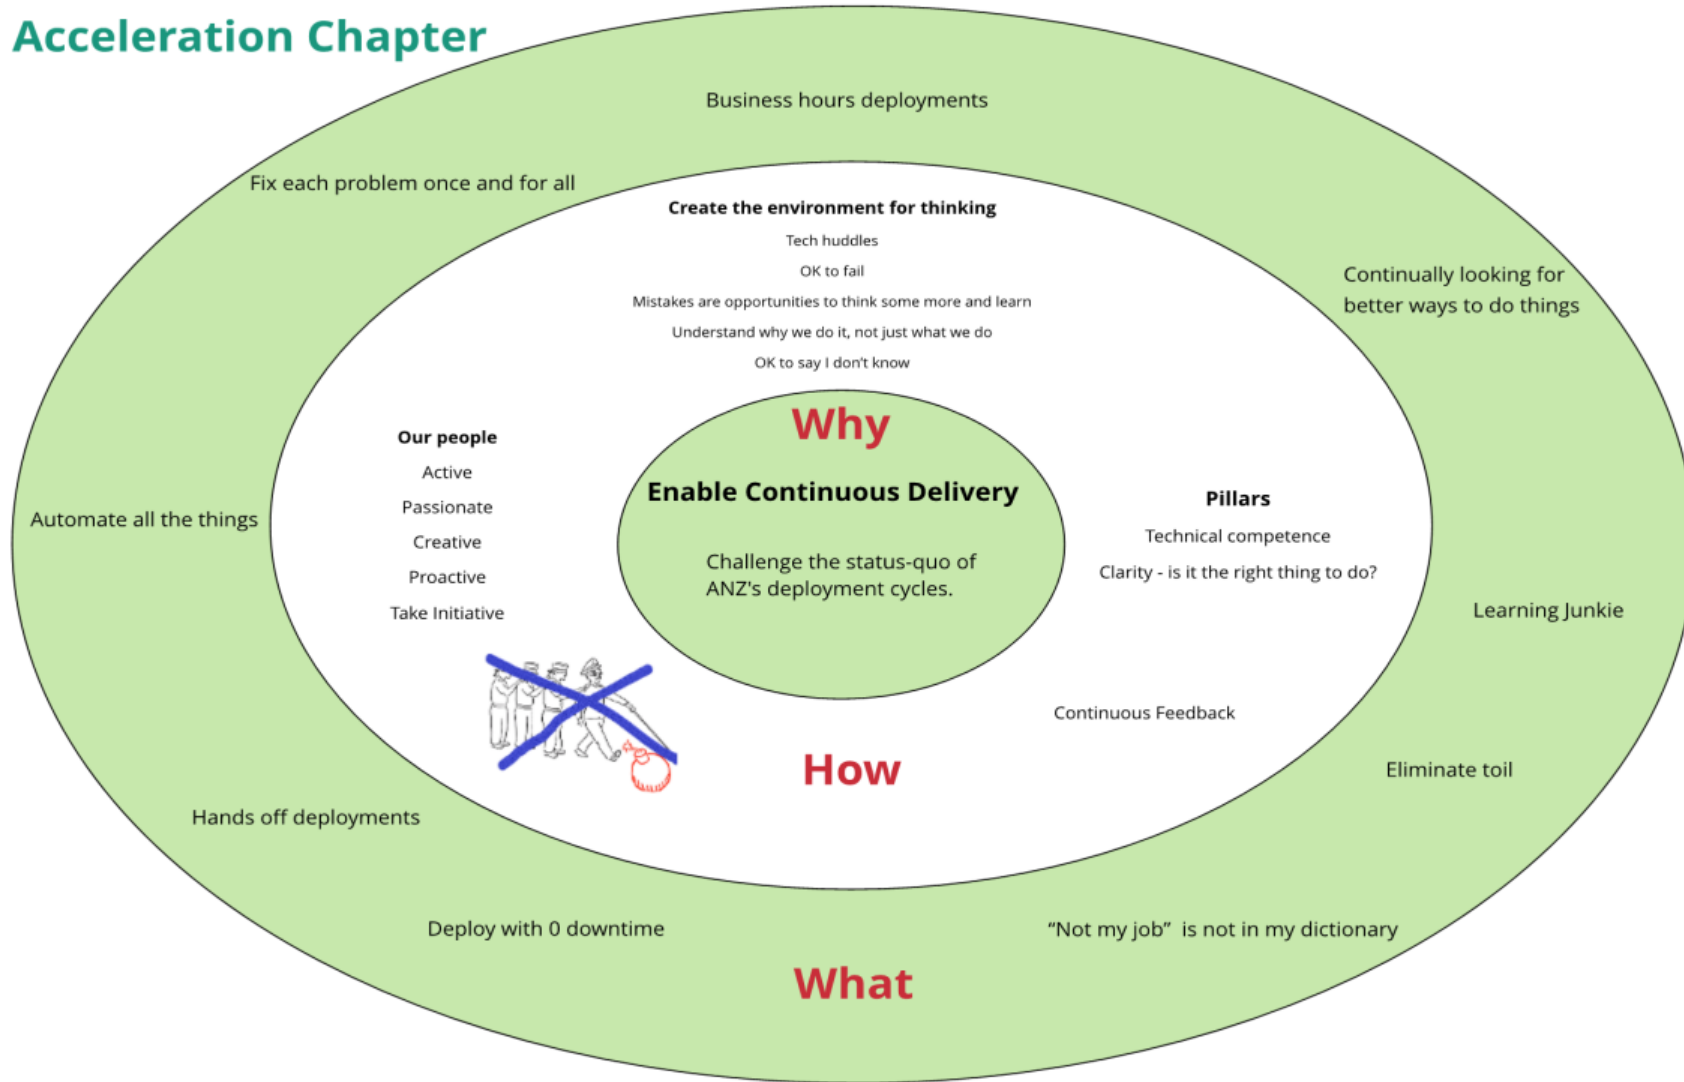 Acceleration Chapter
Business hours deployments
Fix each problem once and for all
Create the environment for thinking
Tech huddles
OK to fail
Mistakes are opportunities to think some more and learn
Understand why we do it, not just what we do
OK to say I don't know
Continually looking for
better ways to do things
Why
Enable Continuous Delivery
Challenge the status-quo of
ANZ's deployment cycles.
Our people
Active
Passionate
Creative
Proactive
Take Initiative
Automate all the things
Pillars
Technical competence
Clarity - is it the right thing to do?
Learning Junkie
Continuous Feedback
How
Eliminate toil
Hands off deployments
Deploy with 0 downtime
“Not my job”  is not in my dictionary
What